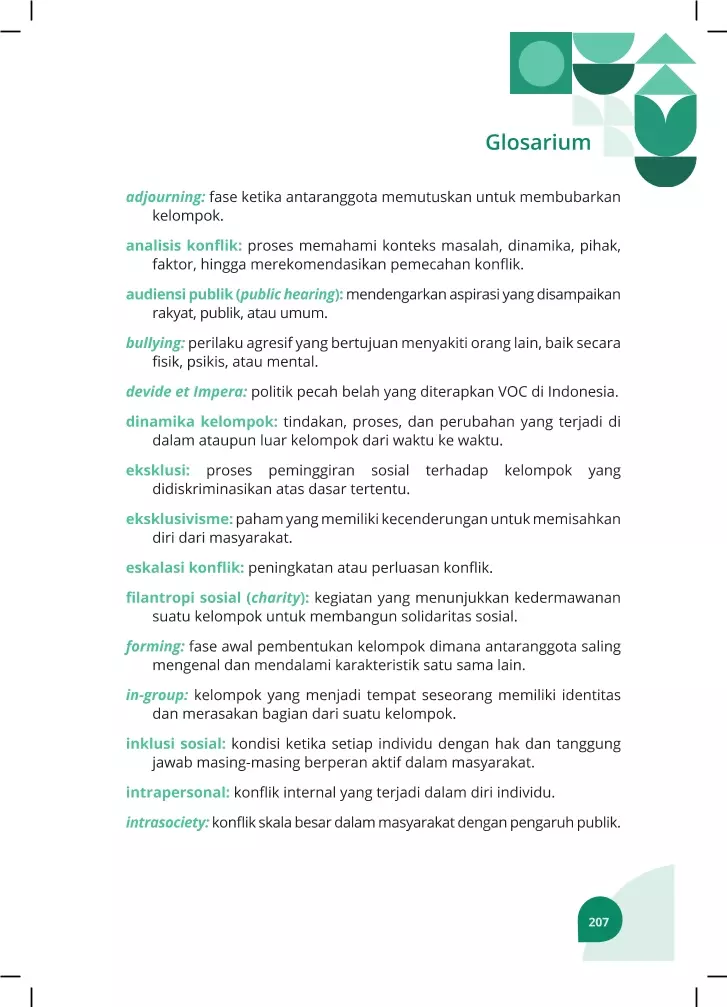 Glosarium
adjourning: fase ketika antaranggota memutuskan untuk membubarkan
kelompok.
analisis konflik: proses memahami konteks masalah, dinamika, pihak,
faktor, hingga merekomendasikan pemecahan konflik.
audiensi publik (public hearing): mendengarkan aspirasi yang disampaikan
rakyat, publik, atau umum.
bullying: perilaku agresif yang bertujuan menyakiti orang lain, baik secara
fisik, psikis, atau mental.
devide et Impera: politik pecah belah yang diterapkan VOC di Indonesia.
dinamika kelompok: tindakan, proses, dan perubahan yang terjadi di
dalam ataupun luar kelompok dari waktu ke waktu.
eksklusi: proses peminggiran sosial terhadap kelompok yang
didiskriminasikan atas dasar tertentu.
eksklusivisme: paham yang memiliki kecenderungan untuk memisahkan
diri dari masyarakat.
eskalasi konflik: peningkatan atau perluasan konflik.
filantropi sosial (charity): kegiatan yang menunjukkan kedermawanan
suatu kelompok untuk membangun solidaritas sosial.
forming: fase awal pembentukan kelompok dimana antaranggota saling
mengenal dan mendalami karakteristik satu sama lain.
in-group: kelompok yang menjadi tempat seseorang memiliki identitas
dan merasakan bagian dari suatu kelompok.
inklusi sosial: kondisi ketika setiap individu dengan hak dan tanggung
jawab masing-masing berperan aktif dalam masyarakat.
intrapersonal: konflik internal yang terjadi dalam diri individu.
intrasociety: konflik skala besar dalam masyarakat dengan pengaruh publik.
207